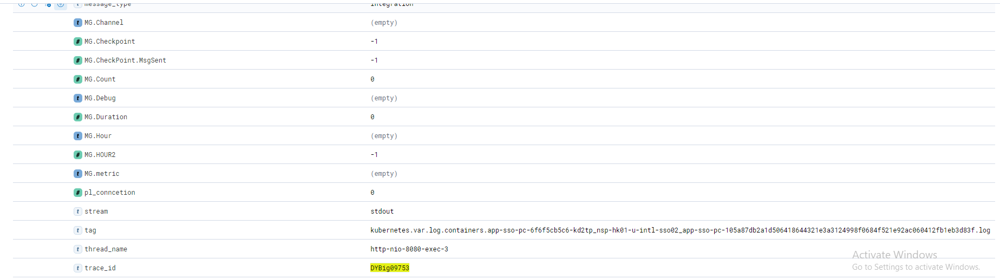 message_type integration
t MG.Channel (empty)
# MG.Checkpoint -1
# MG.CheckPoint.MsgSent -1
# MG.Count 0
t MG.Debug (empty)
# MG.Duration 0
t MG.Hour (empty)
# MG.HOUR2 -1
t MG.metric (empty)
# pl_conncetion 0
t stream stdout
t tag kubernetes.var.log.containers.app-sso-pc-6f6f5cb5c6-kd2tp_nsp-hk01-u-intl-sso02_app-sso-pc-105a87db2a1d506418644321e3a3124998f0684f521e92ac060412fb1eb3d83f.log
t thread_name http-nio-8080-exec-3
t trace_id DYBig09753
Activate Windows
Go to Settings to activate Windows.